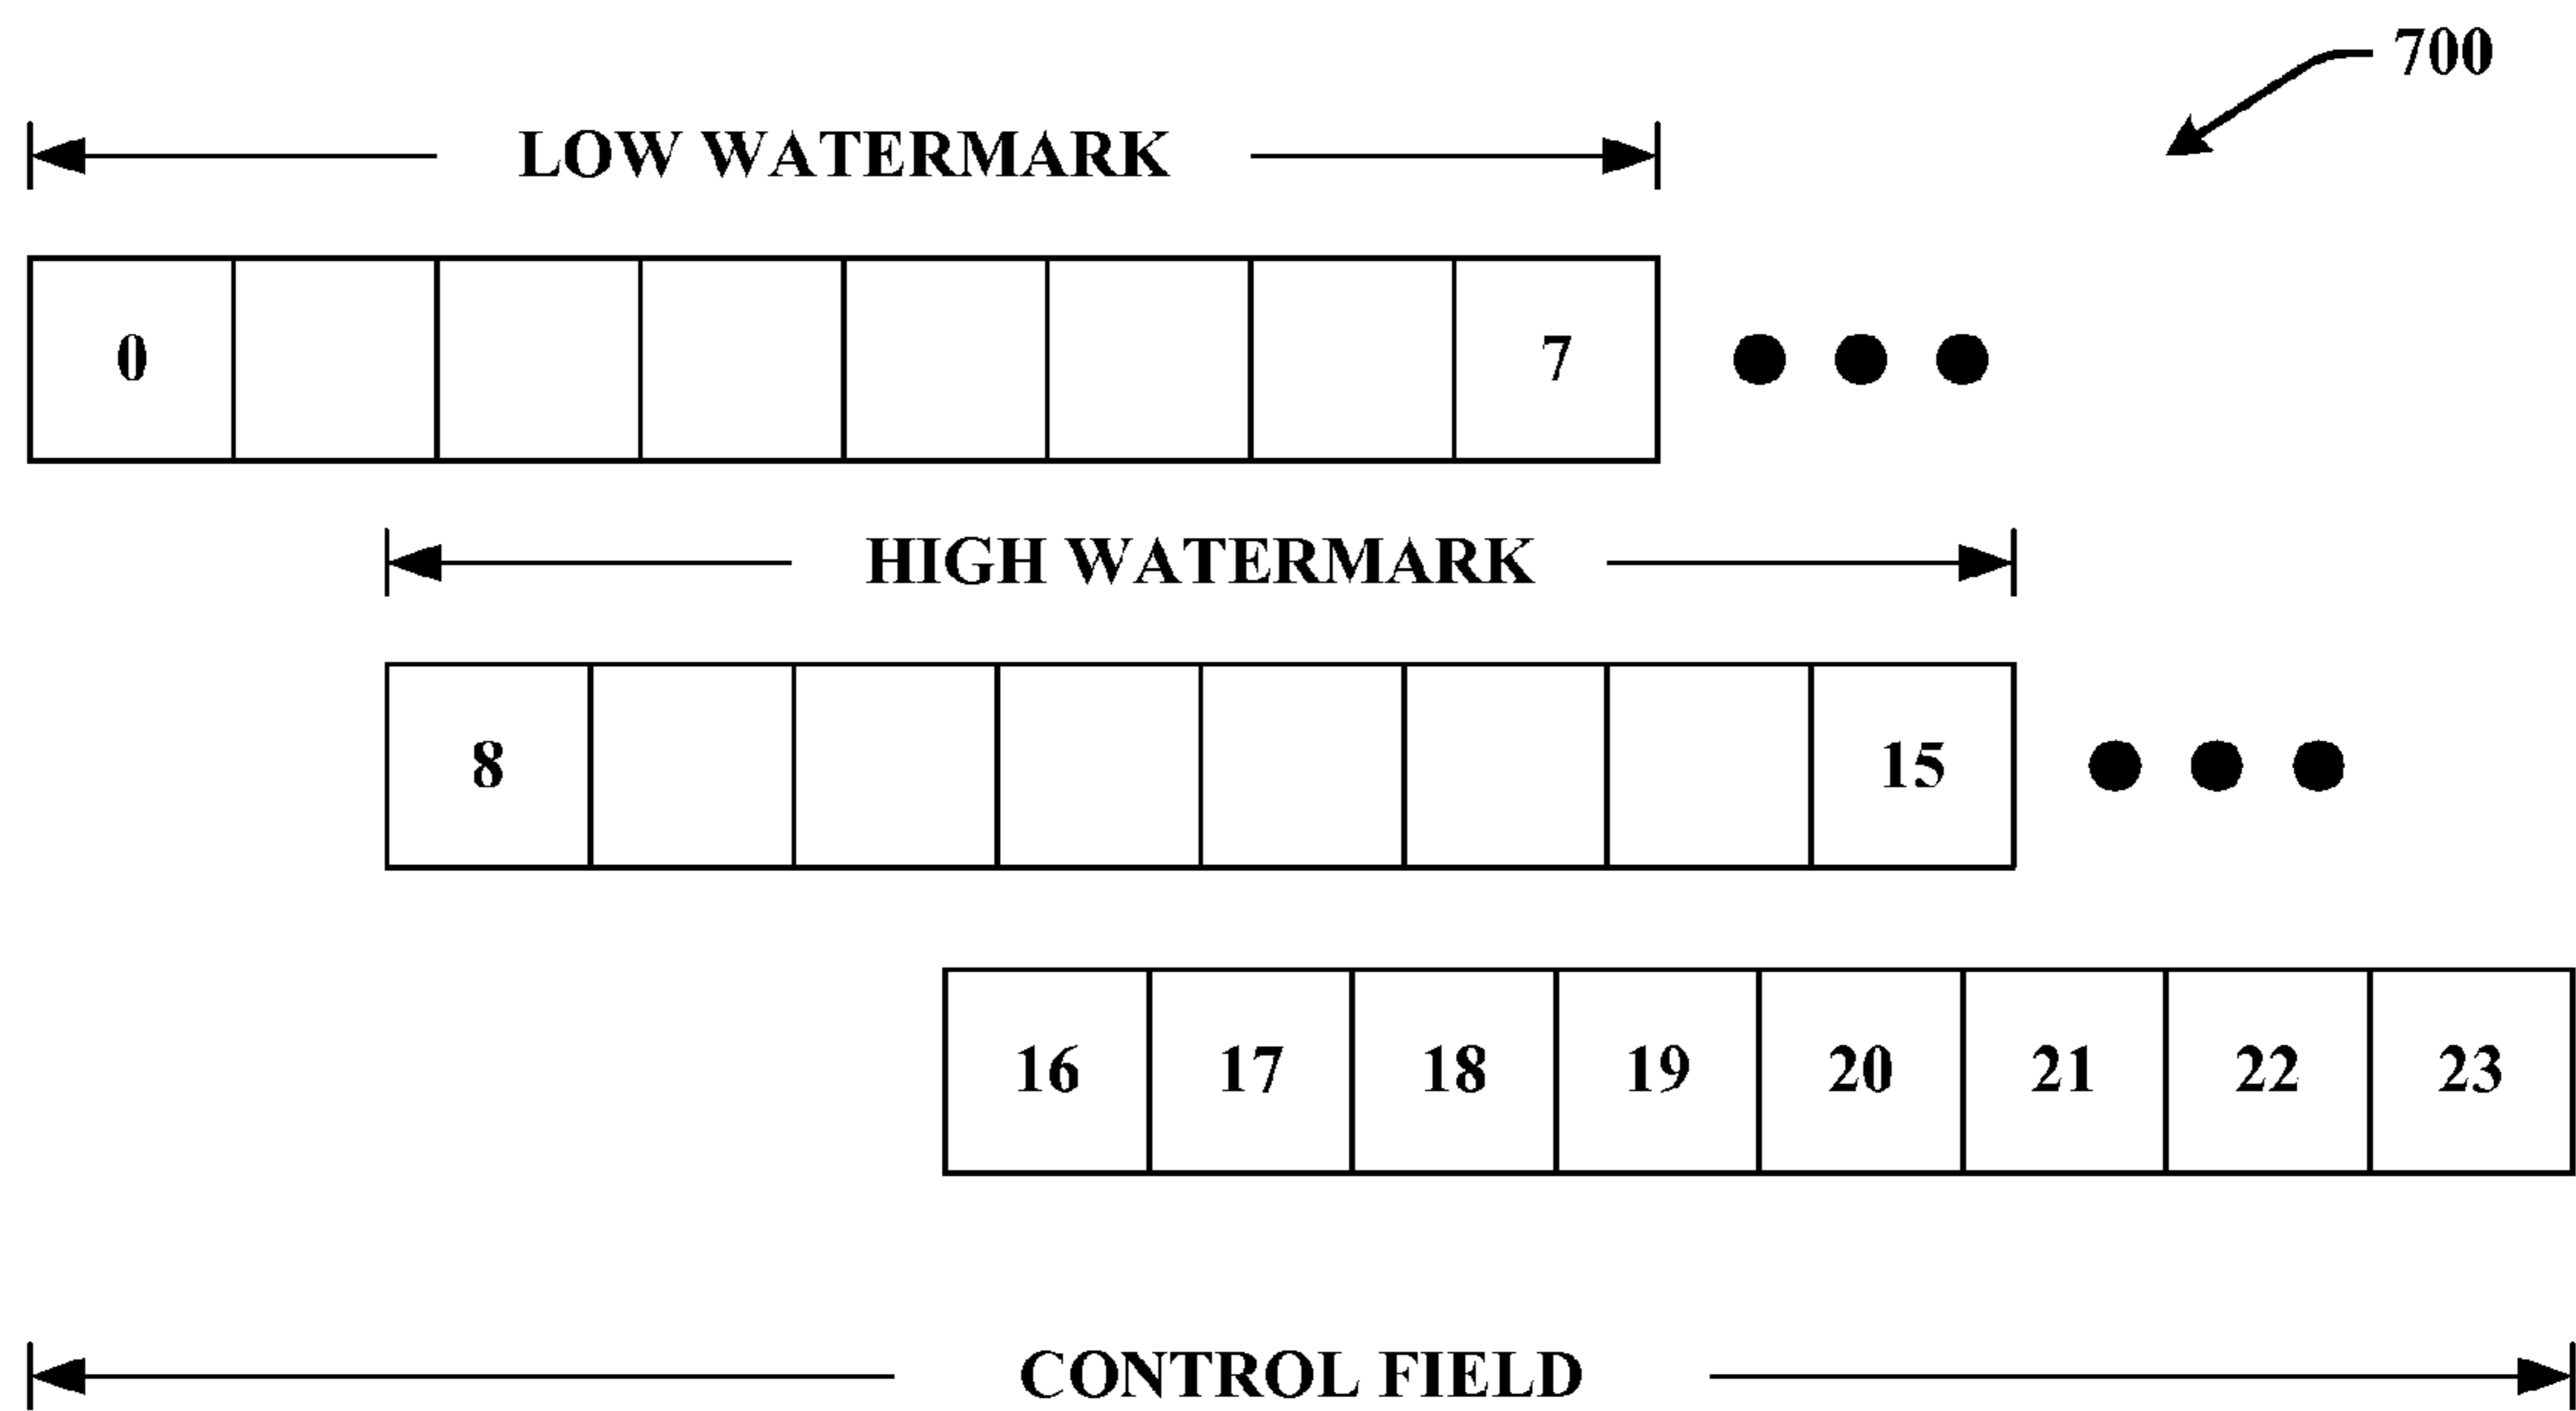 700
LOW WATERMARK
0 7
HIGH WATERMARK
8 15
16 17 18 19 20 21 22 23
CONTROL FIELD